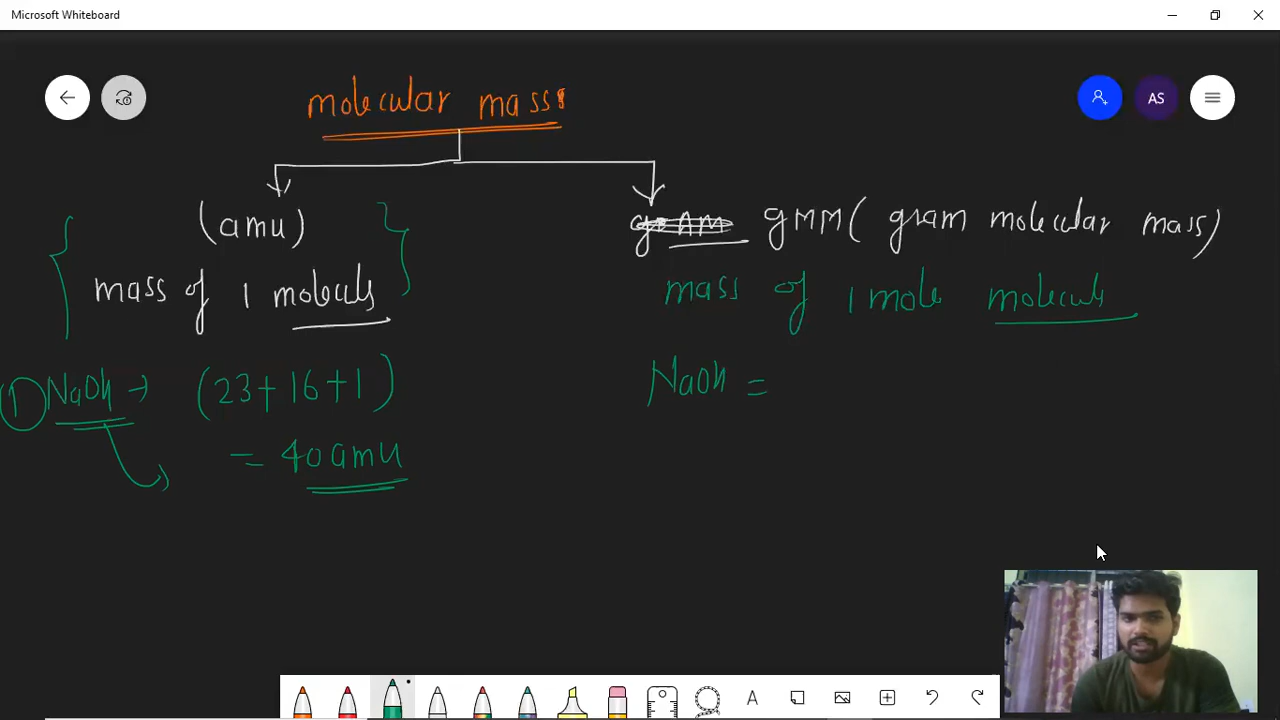 Microsoft Whiteboard
molecular mass
AS
(amu)
gMM( gram molecular mass)
mass of 1 molecule
mass of 1 mole molecule
① NaOh → (23+16+1)
NaOh =
= 40 amu
A